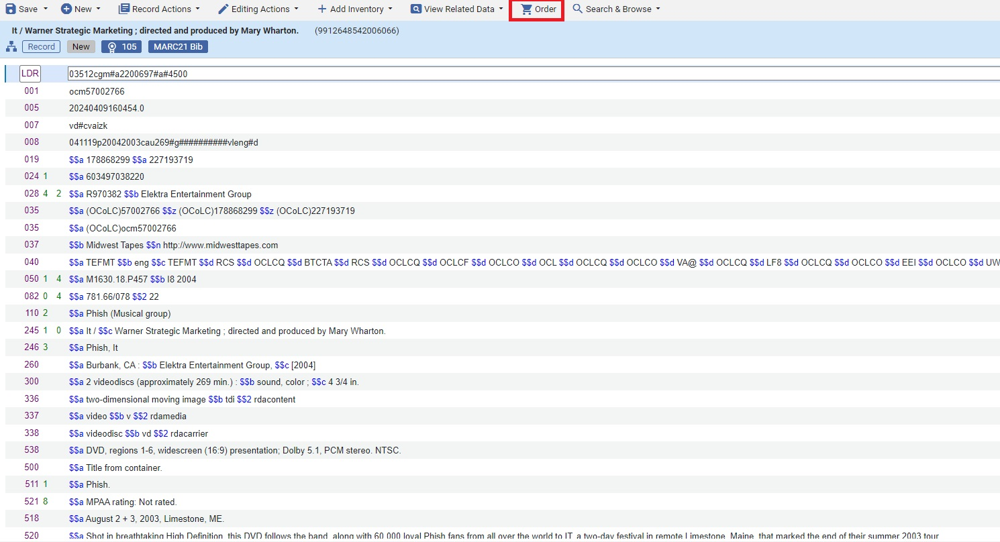 Save New Record Actions Editing Actions Add Inventory View Related Data Order Search & Browse
It / Warner Strategic Marketing ; directed and produced by Mary Wharton. (9912648542006066)
Record New 105 MARC21 Bib
LDR 03512cgm#a2200697#a#4500
001 ocm57002766
005 20240409160454.0
007 vd#cvaizk
008 041119p20042003cau269#g##########vleng#d
019 $$a 178868299 $$a 227193719
024 1 $$a 603497038220
028 4 2 $$a R970382 $$b Elektra Entertainment Group
035 $$a (OCoLC)57002766 $$z (OCoLC)178868299 $$z (OCoLC)227193719
035 $$a (OCoLC)ocm57002766
037 $$b Midwest Tapes $$n http://www.midwesttapes.com
040 $$a TEFMT $$b eng $$c TEFMT $$d RCS $$d OCLCQ $$d BTCTA $$d RCS $$d OCLCQ $$d OCLCF $$d OCLCO $$d OCL $$d OCLCQ $$d OCLCO $$d VA@ $$d OCLCQ $$d LF8 $$d OCLCQ $$d OCLCO $$d EEI $$d OCLCO $$d UW
050 1 4 $$a M1630.18.P457 $$b I8 2004
082 0 4 $$a 781.66/078 $$2 22
110 2 $$a Phish (Musical group)
245 1 0 $$a It / $$c Warner Strategic Marketing ; directed and produced by Mary Wharton.
246 3 $$a Phish, It
260 $$a Burbank, CA : $$b Elektra Entertainment Group, $$c [2004]
300 $$a 2 videodiscs (approximately 269 min.) : $$b sound, color ; $$c 4 3/4 in.
336 $$a two-dimensional moving image $$b tdi $$2 rdacontent
337 $$a video $$b v $$2 rdamedia
338 $$a videodisc $$b vd $$2 rdacarrier
538 $$a DVD, regions 1-6, widescreen (16:9) presentation; Dolby 5.1, PCM stereo. NTSC.
500 $$a Title from container.
511 1 $$a Phish.
521 8 $$a MPAA rating: Not rated.
518 $$a August 2 + 3, 2003, Limestone, ME.
520 $$a Shot in breathtaking High Definition, this DVD follows the band, along with 60,000 loyal Phish fans from all over the world to IT, a two-day festival in remote Limestone, Maine, that marked the end of their summer 2003 tour